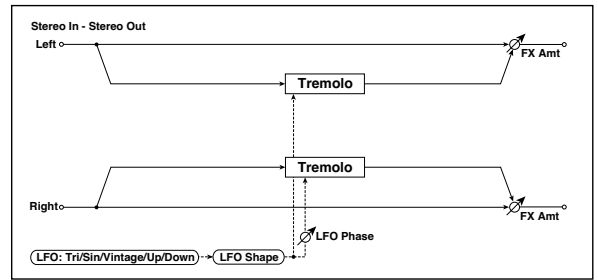 Stereo In - Stereo Out
Left
FX Amt
Tremolo
Tremolo
Right
FX Amt
LFO Phase
LFO: Tri/Sin/Vintage/Up/Down
LFO Shape